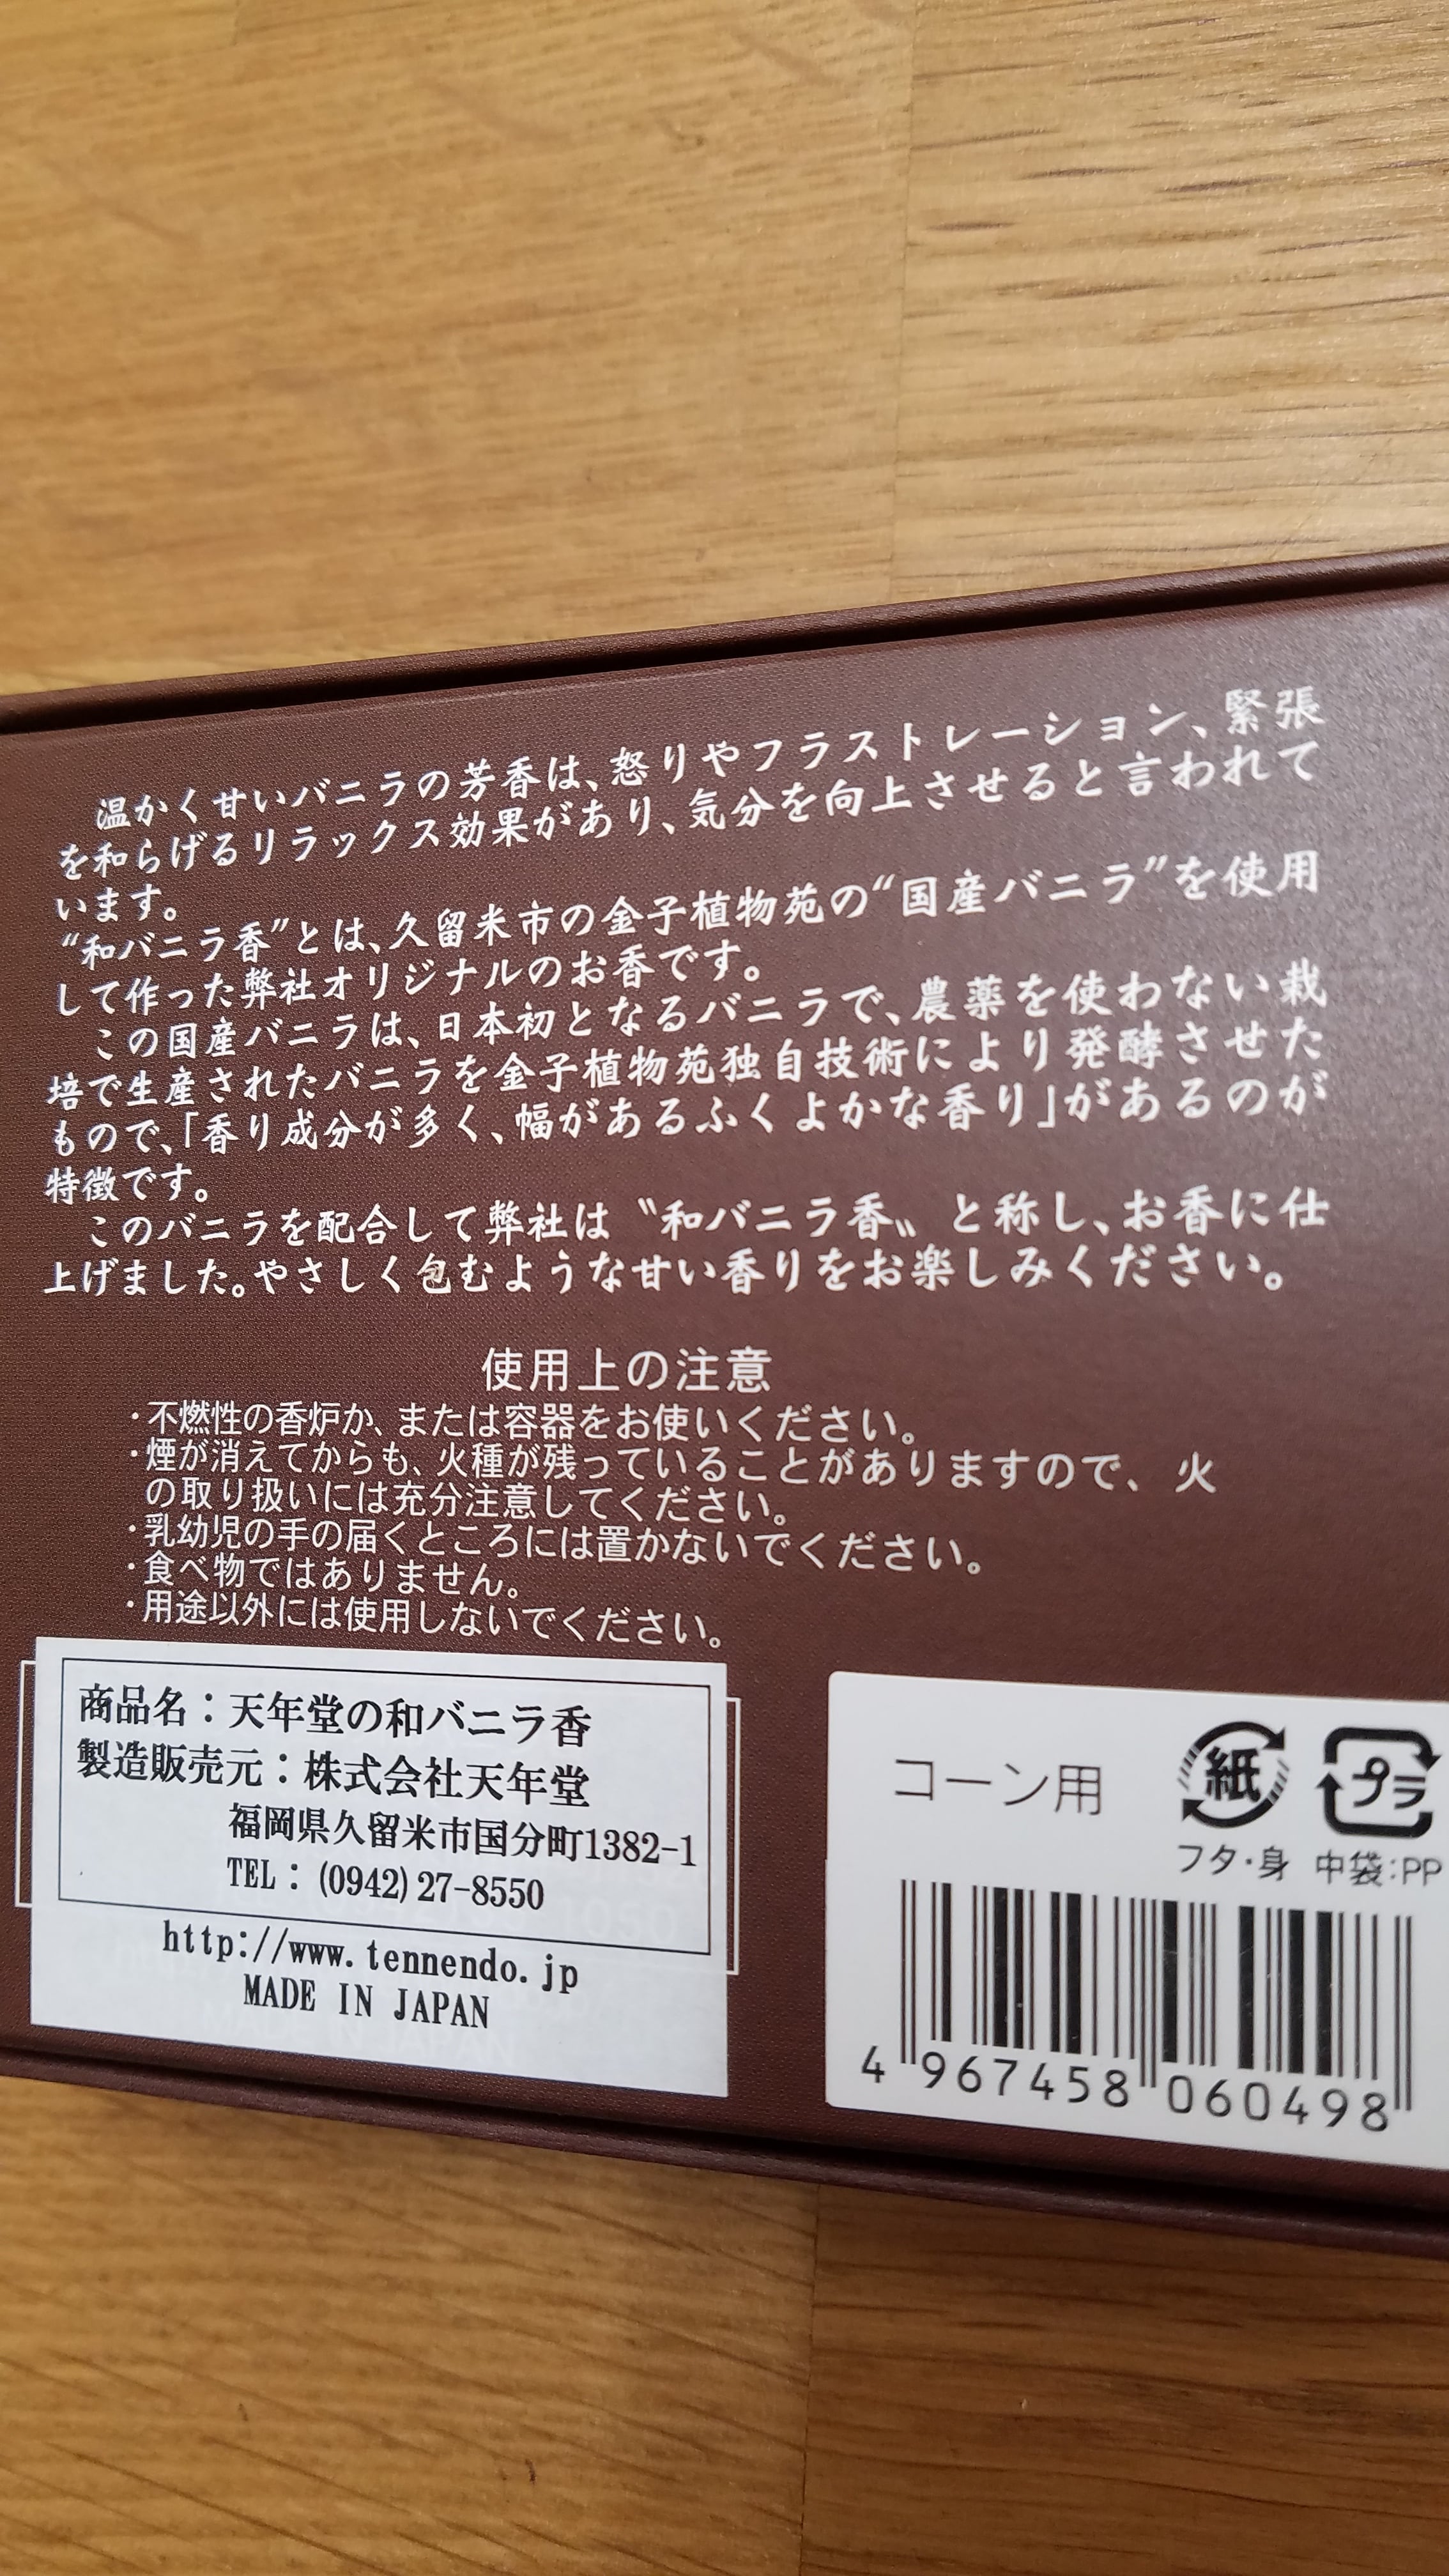 温かく甘いバニラの芳香は、怒りやフラストレーション、緊張
を和らげるリラックス効果があり、気分を向上させると言われて
います。
“和バニラ香”とは、久留米市の金子植物苑の“国産バニラ”を使用
して作った弊社オリジナルのお香です。
この国産バニラは、日本初となるバニラで、農薬を使わない栽
培で生産されたバニラを金子植物苑独自技術により発酵させた
もので、「香り成分が多く、幅があるふくよかな香り」があるのが
特徴です。
このバニラを配合して弊社は〝和バニラ香〟と称し、お香に仕
上げました。やさしく包むような甘い香りをお楽しみください。
使用上の注意
・不燃性の香炉か、または容器をお使いください。
・煙が消えてからも、火種が残っていることがありますので、火
の取り扱いには充分注意してください。
・乳幼児の手の届くところには置かないでください。
・食べ物ではありません。
・用途以外には使用しないでください。
商品名：天年堂の和バニラ香
製造販売元：株式会社天年堂
福岡県久留米市国分町1382-1
TEL：(0942)27-8550
http://www.tennendo.jp
MADE IN JAPAN
コーン用
紙 プラ
フタ・身 中袋:PP
4 967458 060498